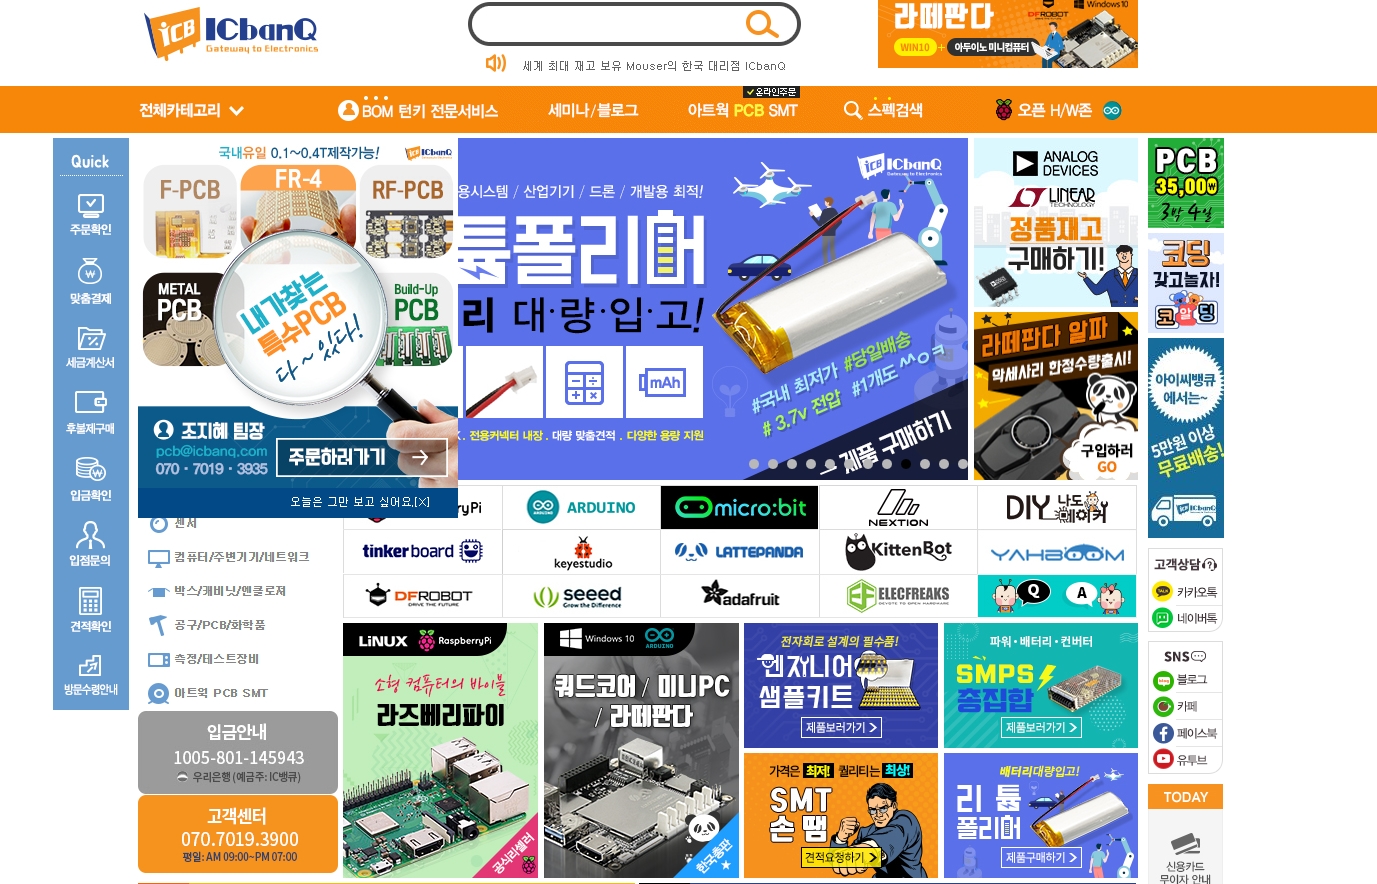 ICB ICbanQ
Gateway to Electronics
세계 최대 재고 보유 Mouser의 한국 대리점 ICbanQ
라떼판다
DFROBOT
Windows 10
WIN10 + 아두이노 미니컴퓨터
온라인주문
전체카테고리
BOM 턴키 전문서비스
세미나/블로그
아트웍 PCB SMT
스펙검색
오픈 H/W존
Quick
주문확인
맞춤결제
세금계산서
후불제구매
입금확인
입점문의
견적확인
방문수령안내
국내유일 0.1~0.4T제작가능!
ICbanQ
F-PCB
FR-4
RF-PCB
METAL PCB
Build-Up PCB
내가찾는
특수PCB
다~있다!
조지혜 팀장
pcb@icbanq.com
070 · 7019 · 3935
주문하러가기
오늘은 그만 보고 싶어요.[X]
용시스템 / 산업기기 / 드론 / 개발용 최적!
ICB ICbanQ
Gateway to Electronics
튬폴리머
리 대·량·입·고!
mAh
전용커넥터 내장 . 대량 맞춤견적 . 다양한 용량 지원
#국내 최저가 #당일배송
# 3.7v 전압 #1개도 ㅇㅋ
제품 구매하기
ANALOG DEVICES
LINEAR
TECHNOLOGY
정품재고
구매하기!
라떼판다 알파
악세사리 한정수량출시!
구입하러
GO
PCB
35,000₩
3박 4일
코딩
갖고놀자!
코딩
아이씨뱅큐
에서는~
5만원 이상
무료배송!
ICbanQ
센서
컴퓨터/주변기기/네트워크
박스/캐비닛/엔클로저
공구/PCB/화학품
측정/테스트장비
아트웍 PCB SMT
ryPi
ARDUINO
micro:bit
NEXTION
DIY 나도 메이커
tinker board
keyestudio
LATTEPANDA
KittenBot
YAHBOOM
DFROBOT
DRIVE THE FUTURE
seeed
Grow the Difference
adafruit
ELECFREAKS
DEVOTE TO OPEN HARDWARE
Q
A
입금안내
1005-801-145943
우리은행 (예금주: IC뱅큐)
고객센터
070.7019.3900
평일: AM 09:00~PM 07:00
LiNUX RaspberryPi
소형 컴퓨터의 바이블
라즈베리파이
공식리셀러
Windows 10
ARDUINO
쿼드코어 / 미니PC
/ 라떼판다
한국총판
전자회로 설계의 필수품!
엔지니어
샘플키트
제품보러가기
파워 · 배터리 · 컨버터
SMPS
총집합
제품보러가기
가격은 최저! 퀄리티는 최상!
SMT
손 땜
견적요청하기
배터리대량입고!
리튬
폴리머
제품구매하기
고객상담
카카오톡
네이버톡
SNS
블로그
카페
페이스북
유투브
TODAY
신용카드
무이자 안내